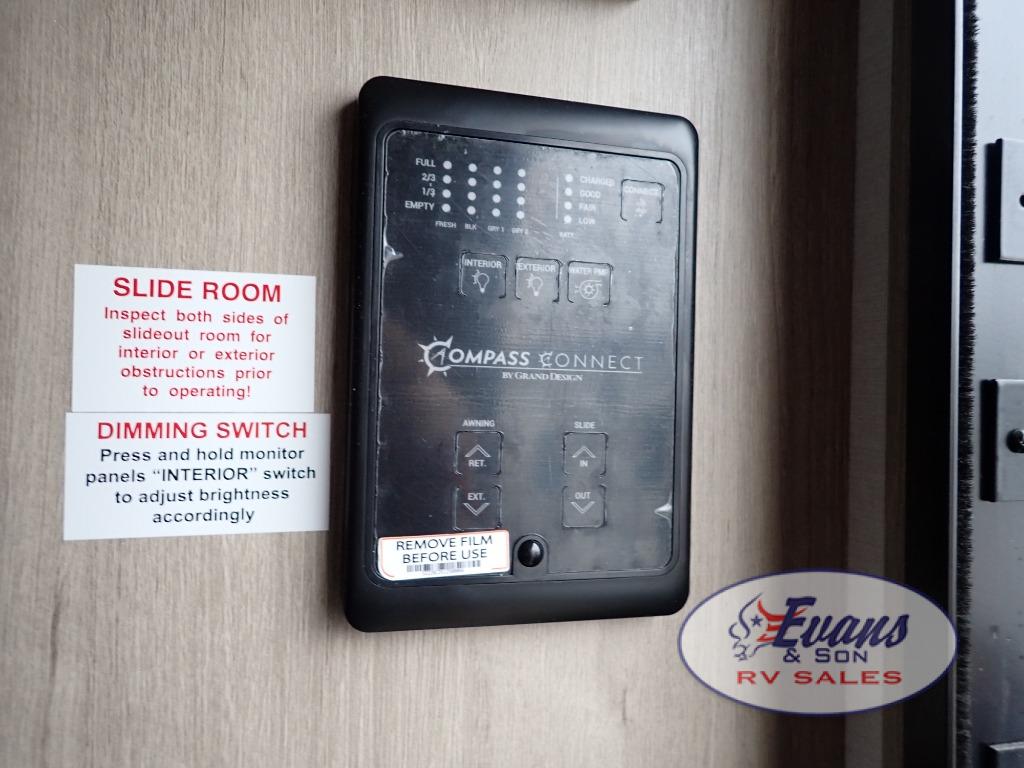 FULL
2/3
1/3
EMPTY
FRESH BLK GRY 1 GRY 2
CHARGED
GOOD
FAIR
LOW
BATT
CONNECT
INTERIOR
EXTERIOR
WATER PMP
COMPASS CONNECT
BY GRAND DESIGN
AWNING
RET.
EXT.
SLIDE
IN
OUT
REMOVE FILM
BEFORE USE
SLIDE ROOM
Inspect both sides of
slideout room for
interior or exterior
obstructions prior
to operating!
DIMMING SWITCH
Press and hold monitor
panels “INTERIOR” switch
to adjust brightness
accordingly
Evans
& SON
RV SALES